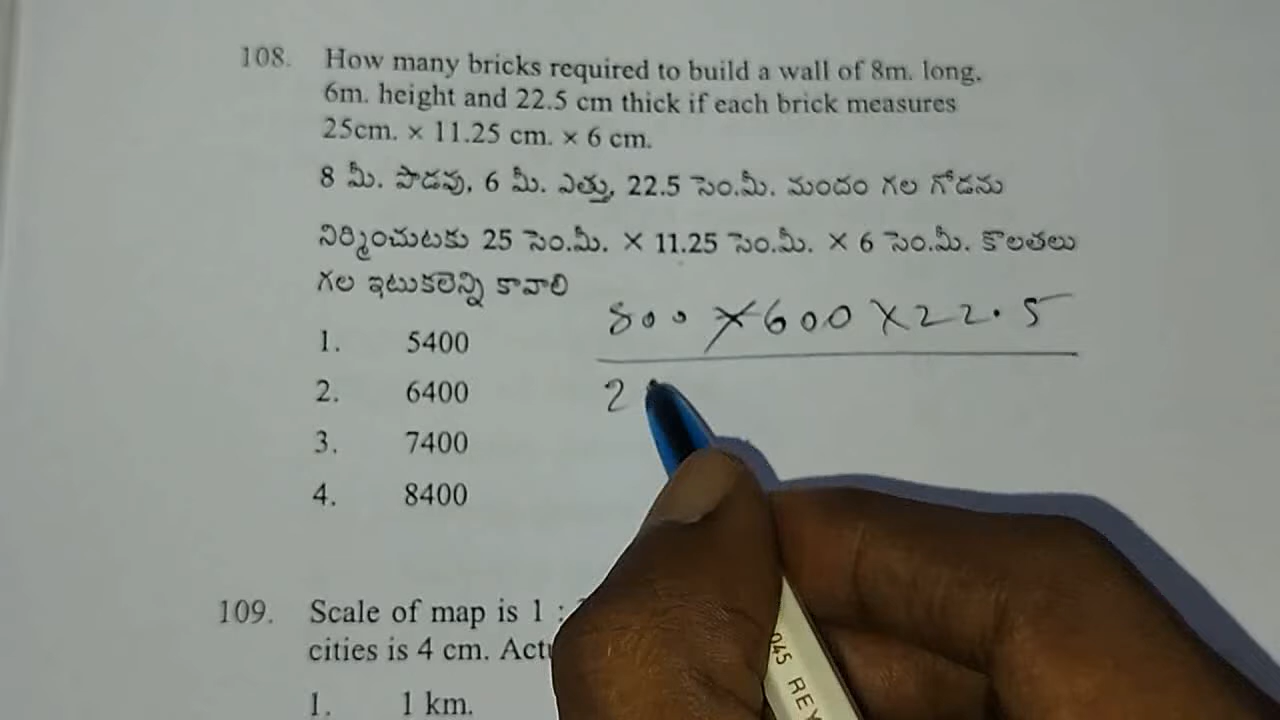 108. How many bricks required to build a wall of 8m. long.
6m. height and 22.5 cm thick if each brick measures
25cm. × 11.25 cm. × 6 cm.
8 మీ. పొడవు, 6 మీ. ఎత్తు, 22.5 సెం.మీ. మందం గల గోడను
నిర్మించుటకు 25 సెం.మీ. × 11.25 సెం.మీ. × 6 సెం.మీ. కొలతలు
గల ఇటుకలెన్ని కావాలి
800 × 600 × 22.5
2
1. 5400
2. 6400
3. 7400
4. 8400
109. Scale of map is 1 :
cities is 4 cm.
1. 1 km.
045 REY